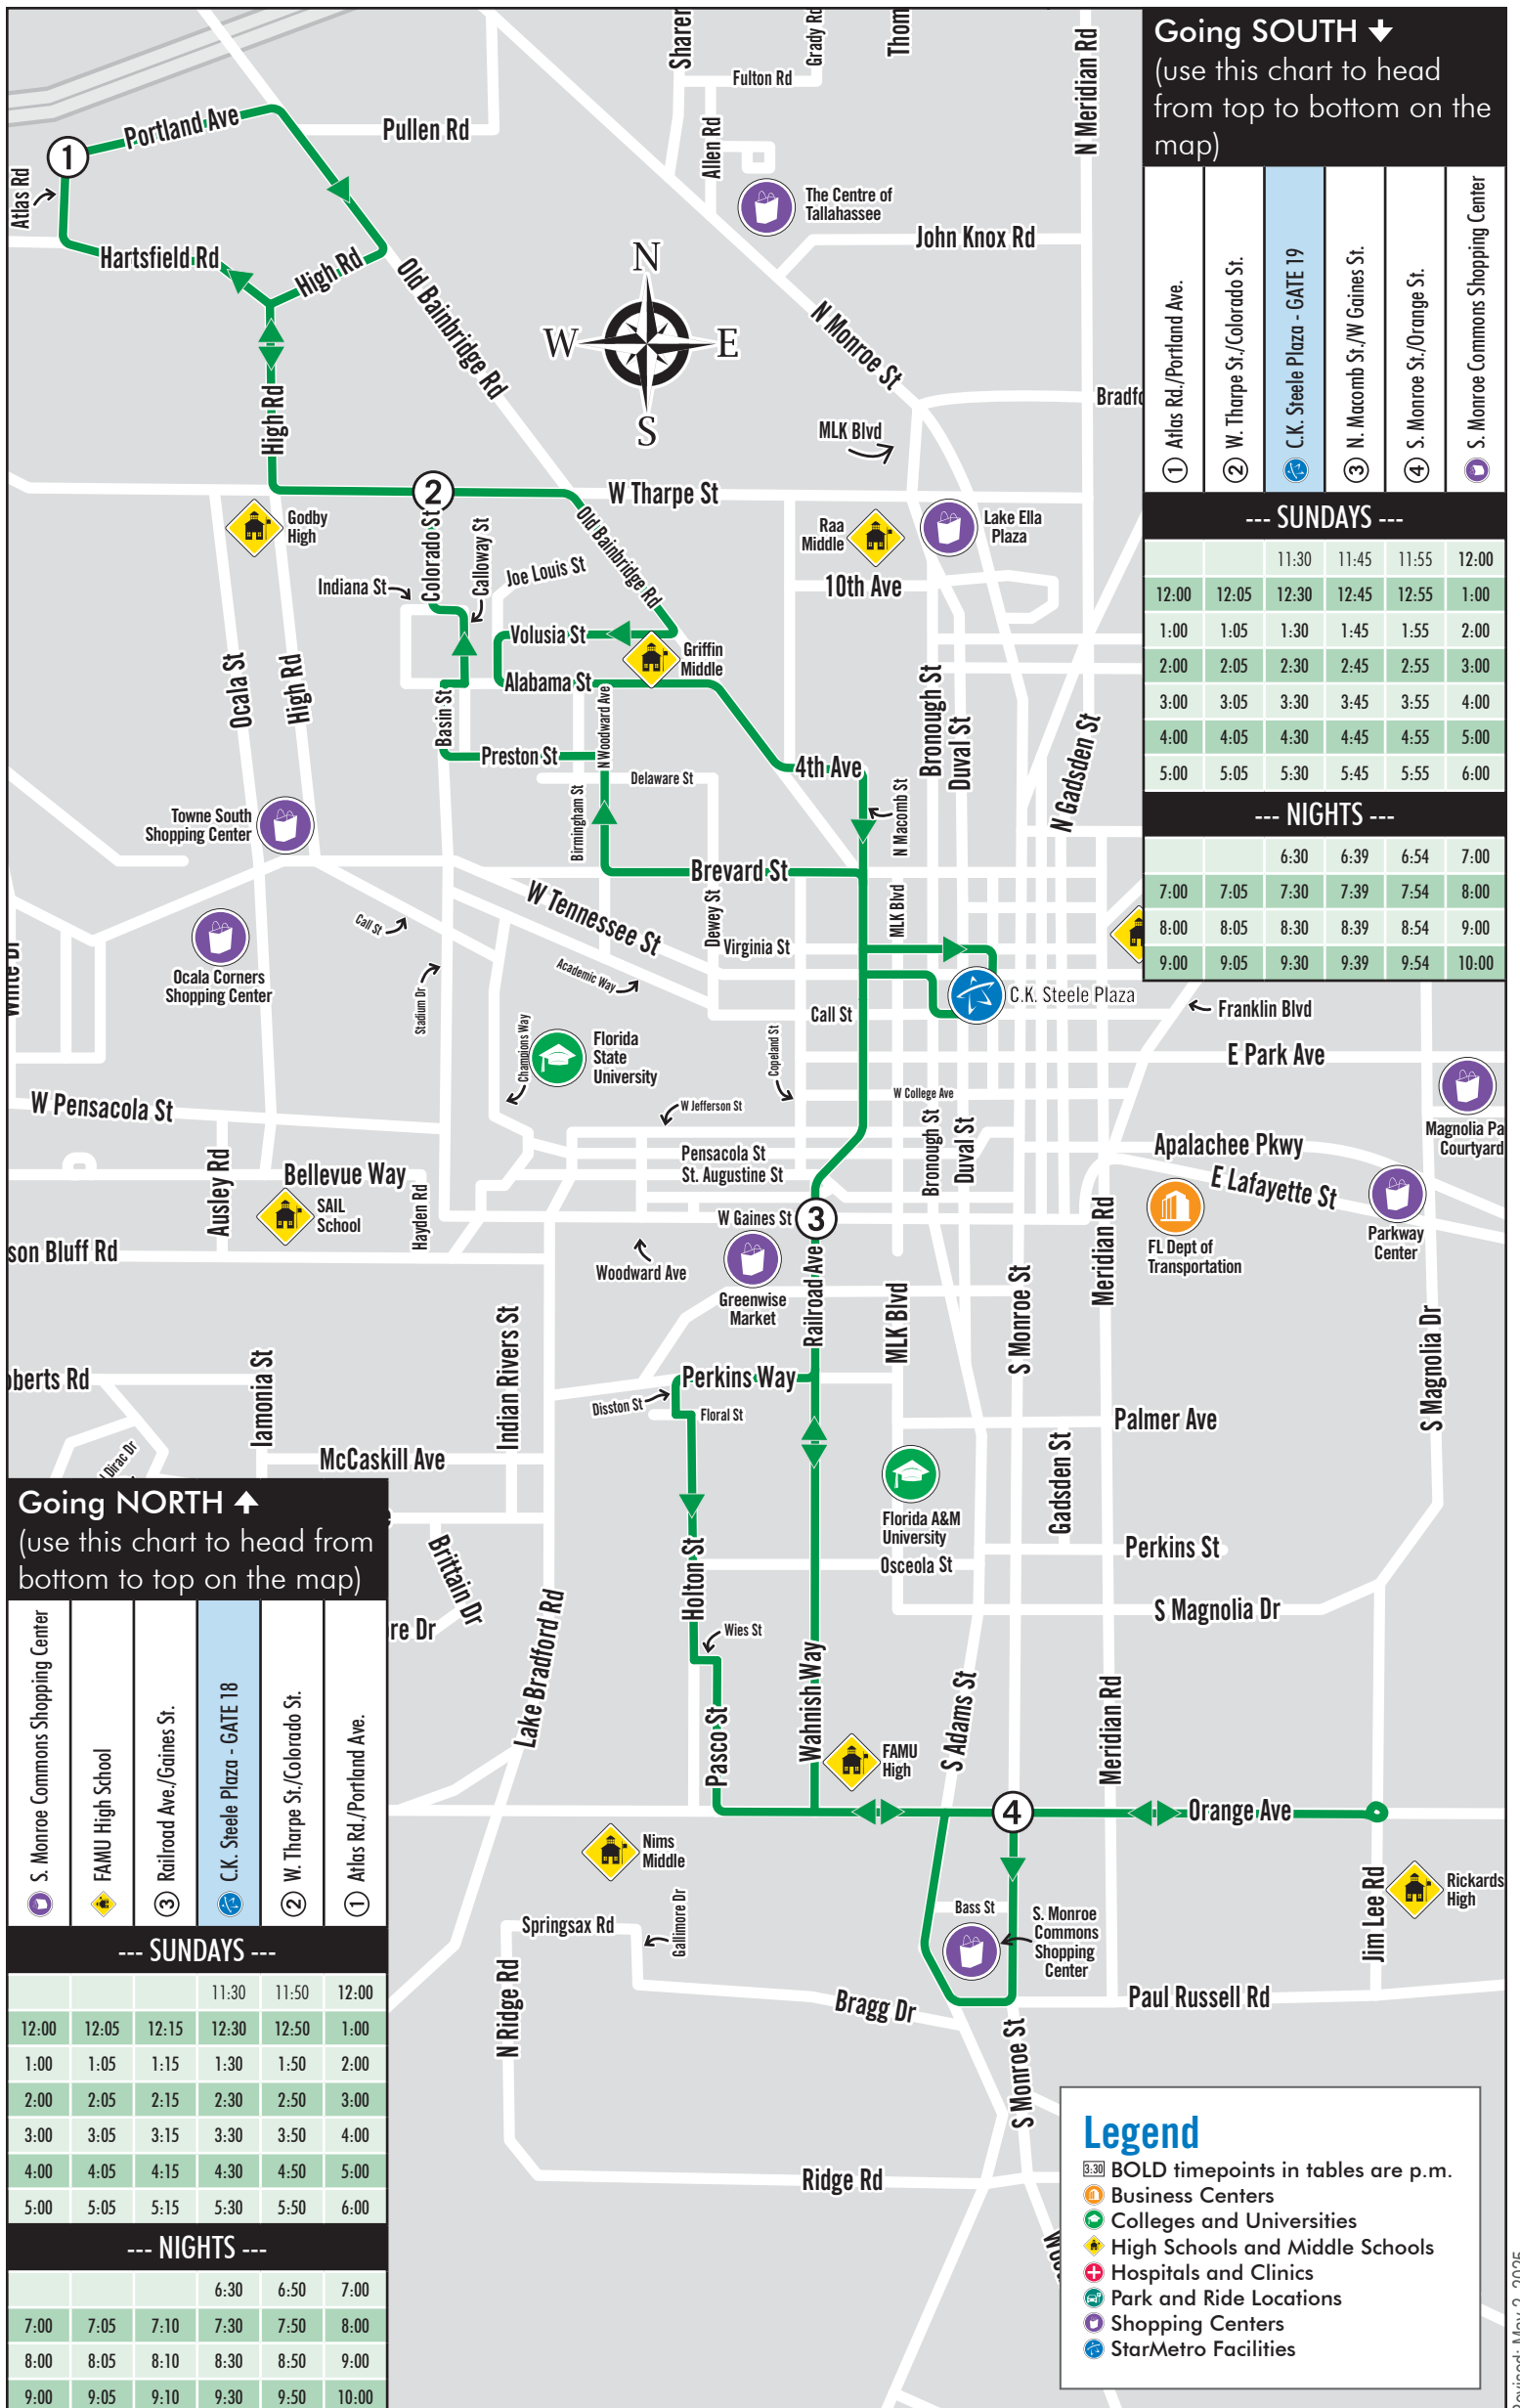 Going SOUTH
(use this chart to head
from top to bottom on the
map)
1 Atlas Rd./Portland Ave.
2 W. Tharpe St./Colorado St.
C.K. Steele Plaza - GATE 19
3 N. Macomb St./W Gaines St.
4 S. Monroe St./Orange St.
S. Monroe Commons Shopping Center
--- SUNDAYS ---
11:30 11:45 11:55 12:00
12:00 12:05 12:30 12:45 12:55 1:00
1:00 1:05 1:30 1:45 1:55 2:00
2:00 2:05 2:30 2:45 2:55 3:00
3:00 3:05 3:30 3:45 3:55 4:00
4:00 4:05 4:30 4:45 4:55 5:00
5:00 5:05 5:30 5:45 5:55 6:00
--- NIGHTS ---
6:30 6:39 6:54 7:00
7:00 7:05 7:30 7:39 7:54 8:00
8:00 8:05 8:30 8:39 8:54 9:00
9:00 9:05 9:30 9:39 9:54 10:00
Sharer
Grady Rd
Thom
N Meridian Rd
Fulton Rd
Portland Ave
Pullen Rd
Allen Rd
1
Atlas Rd
The Centre of
Tallahassee
John Knox Rd
Hartsfield Rd
High Rd
Old Bainbridge Rd
N
W
E
S
N Monroe St
High Rd
Bradfo
MLK Blvd
2
W Tharpe St
Godby
High
Colorado St
Calloway St
Old Bainbridge Rd
Raa
Middle
Lake Ella
Plaza
Joe Louis St
Indiana St
10th Ave
Volusia St
Griffin
Middle
Ocala St
High Rd
Alabama St
Basin St
N Woodward Ave
Bronough St
Duval St
N Gadsden St
Preston St
4th Ave
Delaware St
Towne South
Shopping Center
Birmingham St
N Macomb St
Brevard St
W Tennessee St
Dewey St
MLK Blvd
Call St
Virginia St
Academic Way
Ocala Corners
Shopping Center
Stadium Dr
C.K. Steele Plaza
White Dr
Call St
Franklin Blvd
Champions Way
Florida
State
University
Copeland St
E Park Ave
W College Ave
W Pensacola St
W Jefferson St
Magnolia Pa
Courtyard
Pensacola St
St. Augustine St
Bronough St
Duval St
Apalachee Pkwy
E Lafayette St
Ausley Rd
Bellevue Way
SAIL
School
Hayden Rd
W Gaines St
3
Meridian Rd
FL Dept of
Transportation
Parkway
Center
son Bluff Rd
Woodward Ave
Greenwise
Market
Railroad Ave
MLK Blvd
S Monroe St
S Magnolia Dr
Indian Rivers St
Iamonia St
oberts Rd
Perkins Way
Disston St
Floral St
Palmer Ave
l Dirac Dr
McCaskill Ave
Florida A&M
University
Gadsden St
Osceola St
Perkins St
Brittain Dr
Holton St
S Magnolia Dr
re Dr
Lake Bradford Rd
Wies St
Pasco St
Wahnish Way
FAMU
High
S Adams St
Meridian Rd
4
Orange Ave
Nims
Middle
Jim Lee Rd
Rickards
High
Springsax Rd
Gallimore Dr
Bass St
S. Monroe
Commons
Shopping
Center
N Ridge Rd
Bragg Dr
Paul Russell Rd
S Monroe St
Ridge Rd
Woo
Going NORTH
(use this chart to head from
bottom to top on the map)
S. Monroe Commons Shopping Center
FAMU High School
3 Railroad Ave./Gaines St.
C.K. Steele Plaza - GATE 18
2 W. Tharpe St./Colorado St.
1 Atlas Rd./Portland Ave.
--- SUNDAYS ---
11:30 11:50 12:00
12:00 12:05 12:15 12:30 12:50 1:00
1:00 1:05 1:15 1:30 1:50 2:00
2:00 2:05 2:15 2:30 2:50 3:00
3:00 3:05 3:15 3:30 3:50 4:00
4:00 4:05 4:15 4:30 4:50 5:00
5:00 5:05 5:15 5:30 5:50 6:00
--- NIGHTS ---
6:30 6:50 7:00
7:00 7:05 7:10 7:30 7:50 8:00
8:00 8:05 8:10 8:30 8:50 9:00
9:00 9:05 9:10 9:30 9:50 10:00
Legend
3:30 BOLD timepoints in tables are p.m.
Business Centers
Colleges and Universities
High Schools and Middle Schools
Hospitals and Clinics
Park and Ride Locations
Shopping Centers
StarMetro Facilities
Revised: May 2, 2025